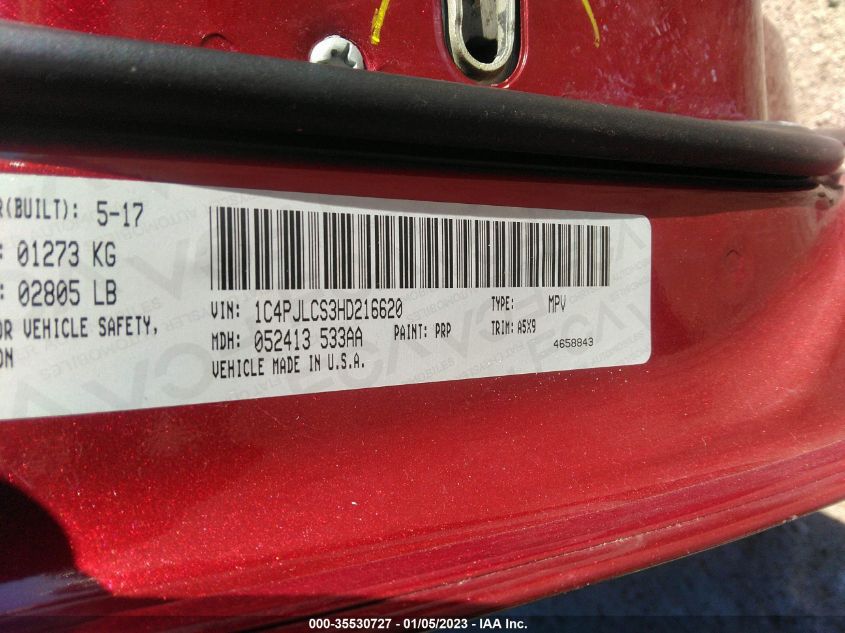 R(BUILT): 5-17
: 01273 KG
: 02805 LB
OR VEHICLE SAFETY,
ON
VIN: 1C4PJLCS3HD216620 TYPE: MPV
MDH: 052413 533AA PAINT: PRP TRIM: A5X9
VEHICLE MADE IN U.S.A. 4658843
000-35530727 - 01/05/2023 - IAA Inc.